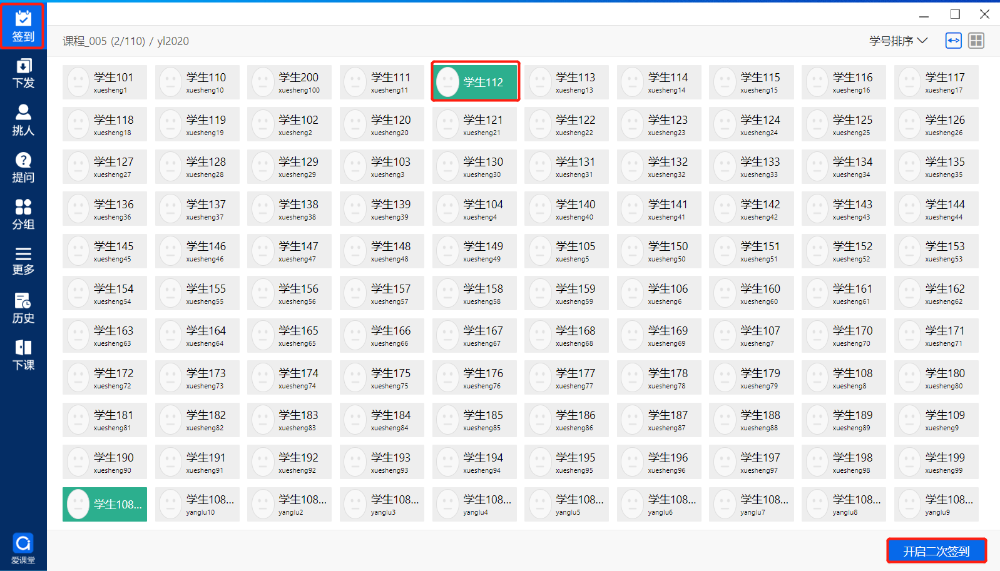 签到
下发
挑人
提问
分组
更多
历史
下课
爱课堂
课程_005 (2/110) / yl2020
学号排序
学生101
xuesheng1
学生110
xuesheng10
学生200
xuesheng100
学生111
xuesheng11
学生112
学生113
xuesheng13
学生114
xuesheng14
学生115
xuesheng15
学生116
xuesheng16
学生117
xuesheng17
学生118
xuesheng18
学生119
xuesheng19
学生102
xuesheng2
学生120
xuesheng20
学生121
xuesheng21
学生122
xuesheng22
学生123
xuesheng23
学生124
xuesheng24
学生125
xuesheng25
学生126
xuesheng26
学生127
xuesheng27
学生128
xuesheng28
学生129
xuesheng29
学生103
xuesheng3
学生130
xuesheng30
学生131
xuesheng31
学生132
xuesheng32
学生133
xuesheng33
学生134
xuesheng34
学生135
xuesheng35
学生136
xuesheng36
学生137
xuesheng37
学生138
xuesheng38
学生139
xuesheng39
学生104
xuesheng4
学生140
xuesheng40
学生141
xuesheng41
学生142
xuesheng42
学生143
xuesheng43
学生144
xuesheng44
学生145
xuesheng45
学生146
xuesheng46
学生147
xuesheng47
学生148
xuesheng48
学生149
xuesheng49
学生105
xuesheng5
学生150
xuesheng50
学生151
xuesheng51
学生152
xuesheng52
学生153
xuesheng53
学生154
xuesheng54
学生155
xuesheng55
学生156
xuesheng56
学生157
xuesheng57
学生158
xuesheng58
学生159
xuesheng59
学生106
xuesheng6
学生160
xuesheng60
学生161
xuesheng61
学生162
xuesheng62
学生163
xuesheng63
学生164
xuesheng64
学生165
xuesheng65
学生166
xuesheng66
学生167
xuesheng67
学生168
xuesheng68
学生169
xuesheng69
学生107
xuesheng7
学生170
xuesheng70
学生171
xuesheng71
学生172
xuesheng72
学生173
xuesheng73
学生174
xuesheng74
学生175
xuesheng75
学生176
xuesheng76
学生177
xuesheng77
学生178
xuesheng78
学生179
xuesheng79
学生108
xuesheng8
学生180
xuesheng80
学生181
xuesheng81
学生182
xuesheng82
学生183
xuesheng83
学生184
xuesheng84
学生185
xuesheng85
学生186
xuesheng86
学生187
xuesheng87
学生188
xuesheng88
学生189
xuesheng89
学生109
xuesheng9
学生190
xuesheng90
学生191
xuesheng91
学生192
xuesheng92
学生193
xuesheng93
学生194
xuesheng94
学生195
xuesheng95
学生196
xuesheng96
学生197
xuesheng97
学生198
xuesheng98
学生199
xuesheng99
学生108...
学生108...
yanglu10
学生108...
yanglu2
学生108...
yanglu3
学生108...
yanglu4
学生108...
yanglu5
学生108...
yanglu6
学生108...
yanglu7
学生108...
yanglu8
学生108...
yanglu9
开启二次签到